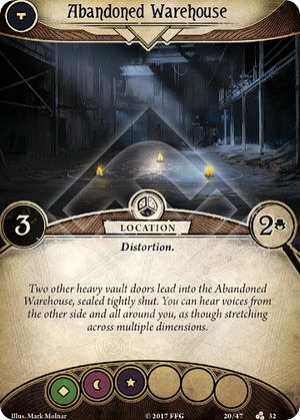 Abandoned Warehouse
3
LOCATION
2
Distortion.
Two other heavy vault doors lead into the Abandoned
Warehouse, sealed tightly shut. You can hear voices from
the other side and all around you, as though stretching
across multiple dimensions.
Illus. Mark Molnar
© 2017 FFG
20/47
32